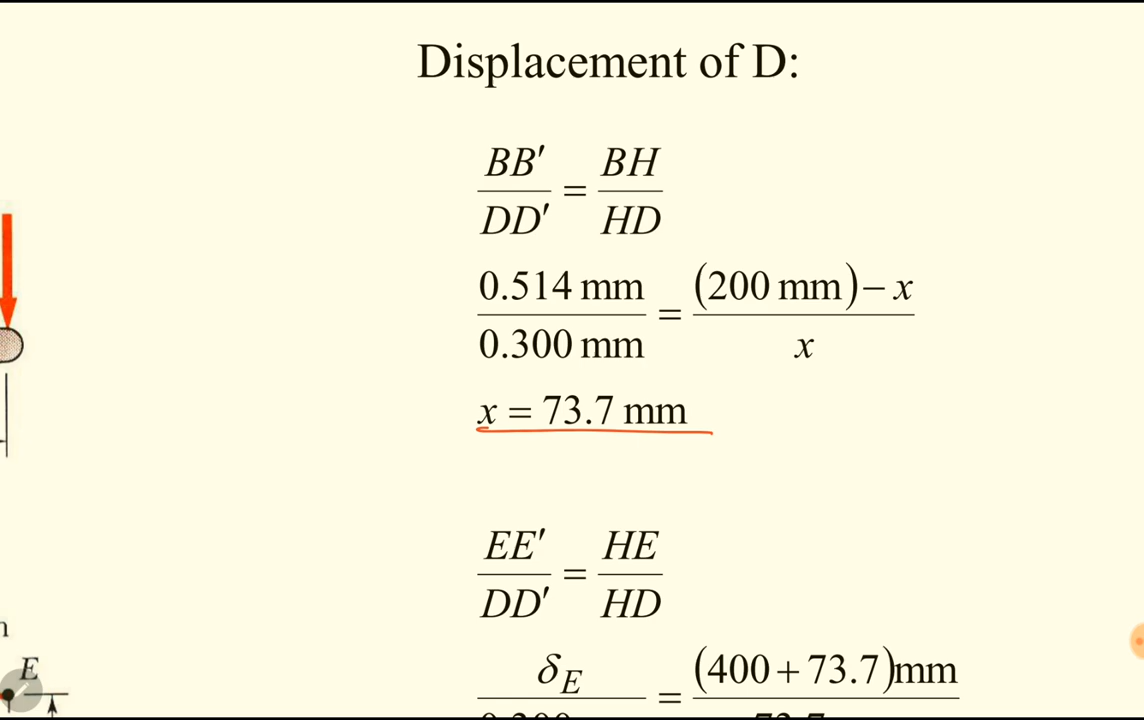 Displacement of D:
BB′/DD′ = BH/HD
0.514 mm/0.300 mm = (200 mm) − x/x
x = 73.7 mm
EE′/DD′ = HE/HD
δE = (400 + 73.7)mm
E